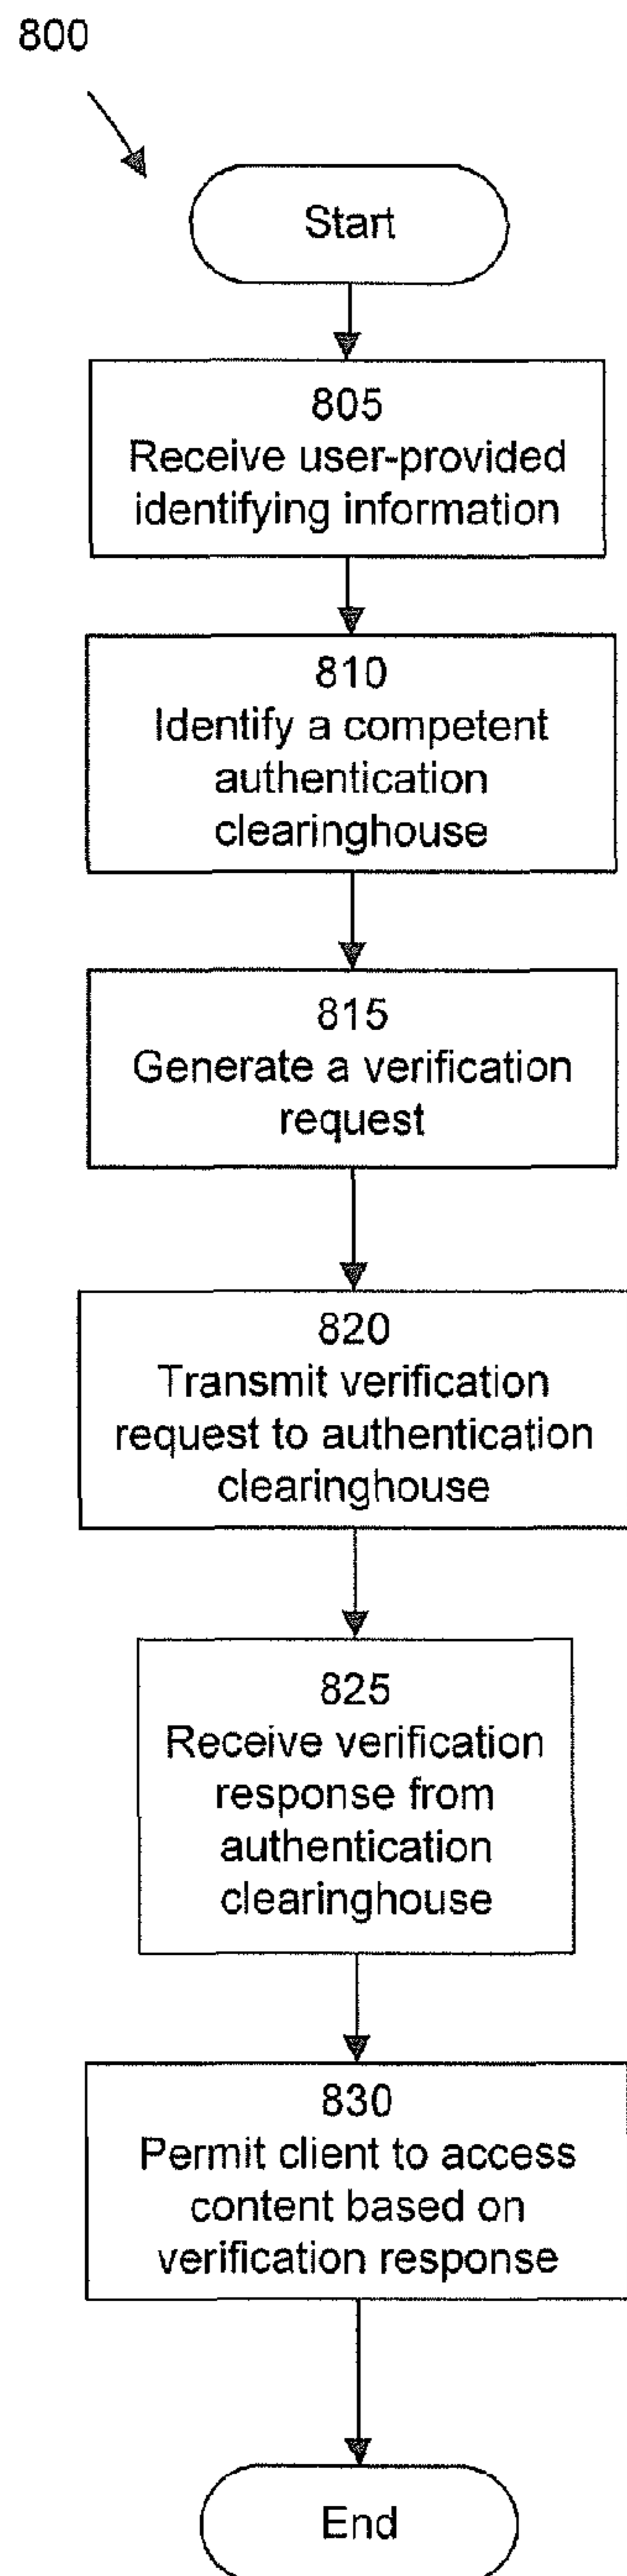 800
Start
805
Receive user-provided
identifying information
810
Identify a competent
authentication
clearinghouse
815
Generate a verification
request
820
Transmit verification
request to authentication
clearinghouse
825
Receive verification
response from
authentication
clearinghouse
830
Permit client to access
content based on
verification response
End